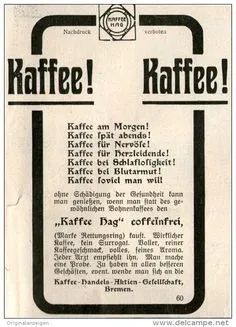 KAFFEE
HAG
Nachdruck verboten
Kaffee! Kaffee!
Kaffee am Morgen!
Kaffee spät abends!
Kaffee für Nervöse!
Kaffee für Herzleidende!
Kaffee bei Schlaflosigkeit!
Kaffee bei Blutarmut!
Kaffee soviel man will
ohne Schädigung der Gesundheit kann
man genießen, wenn man statt des ge-
wöhnlichen Bohnenkaffees den
„Kaffee Hag" coffeinfrei,
(Marke Rettungsring) kauft. Wirklicher
Kaffee, kein Surrogat. Voller, reiner
Kaffeegeschmack, volles, feines Aroma.
Jeder Arzt empfiehlt ihn. Man mache
eine Probe. Zu haben in allen besseren
Geschäften, event. wende man sich an die
Kaffee-Handels-Aktien-Gesellschaft,
Bremen.
60
Originalanzeigen